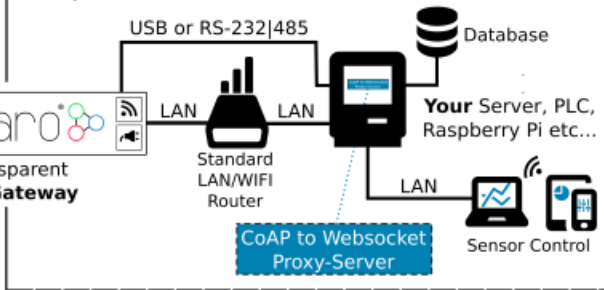 USB or RS-232|485
Database
LAN
LAN
Your Server, PLC,
Raspberry Pi etc...
Standard
LAN/WIFI
Router
LAN
CoAP to Websocket
Proxy-Server
Sensor Control
aro
sparent
Gateway